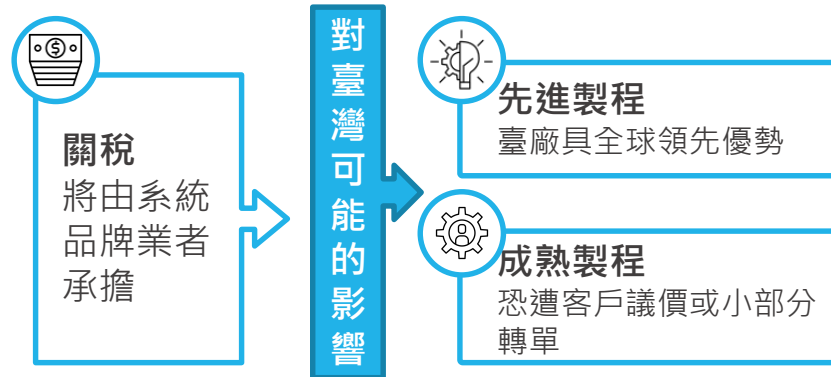 關稅
將由系統
品牌業者
承擔
對臺灣可能的影響
先進製程
臺廠具全球領先優勢
成熟製程
恐遭客戶議價或小部分
轉單